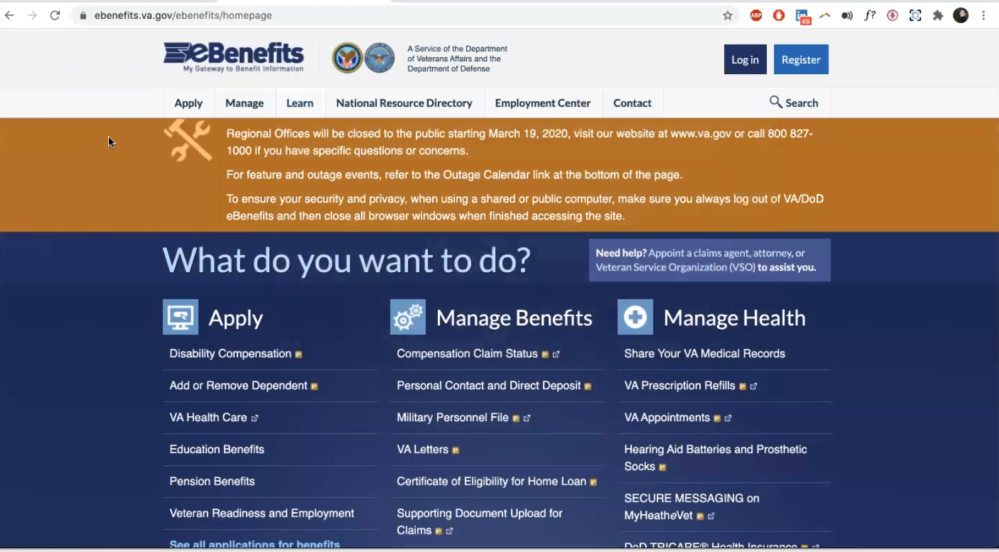 ebenefits.va.gov/ebenefits/homepage
ABP
in
49
f?
eBenefits
My Gateway to Benefit Information
A Service of the Department
of Veterans Affairs and the
Department of Defense
Log in
Register
Apply
Manage
Learn
National Resource Directory
Employment Center
Contact
Search
Regional Offices will be closed to the public starting March 19, 2020, visit our website at www.va.gov or call 800 827-
1000 if you have specific questions or concerns.
For feature and outage events, refer to the Outage Calendar link at the bottom of the page.
To ensure your security and privacy, when using a shared or public computer, make sure you always log out of VA/DoD
eBenefits and then close all browser windows when finished accessing the site.
What do you want to do?
Need help? Appoint a claims agent, attorney, or
Veteran Service Organization (VSO) to assist you.
Apply
Disability Compensation P
Add or Remove Dependent P
VA Health Care
Education Benefits
Pension Benefits
Veteran Readiness and Employment
See all applications for benefits
Manage Benefits
Compensation Claim Status P
Personal Contact and Direct Deposit P
Military Personnel File P
VA Letters P
Certificate of Eligibility for Home Loan P
Supporting Document Upload for
Claims P
Manage Health
Share Your VA Medical Records
VA Prescription Refills P
VA Appointments P
Hearing Aid Batteries and Prosthetic
Socks P
SECURE MESSAGING on
MyHeatheVet P
DoD TRICARE® Health Insurance P